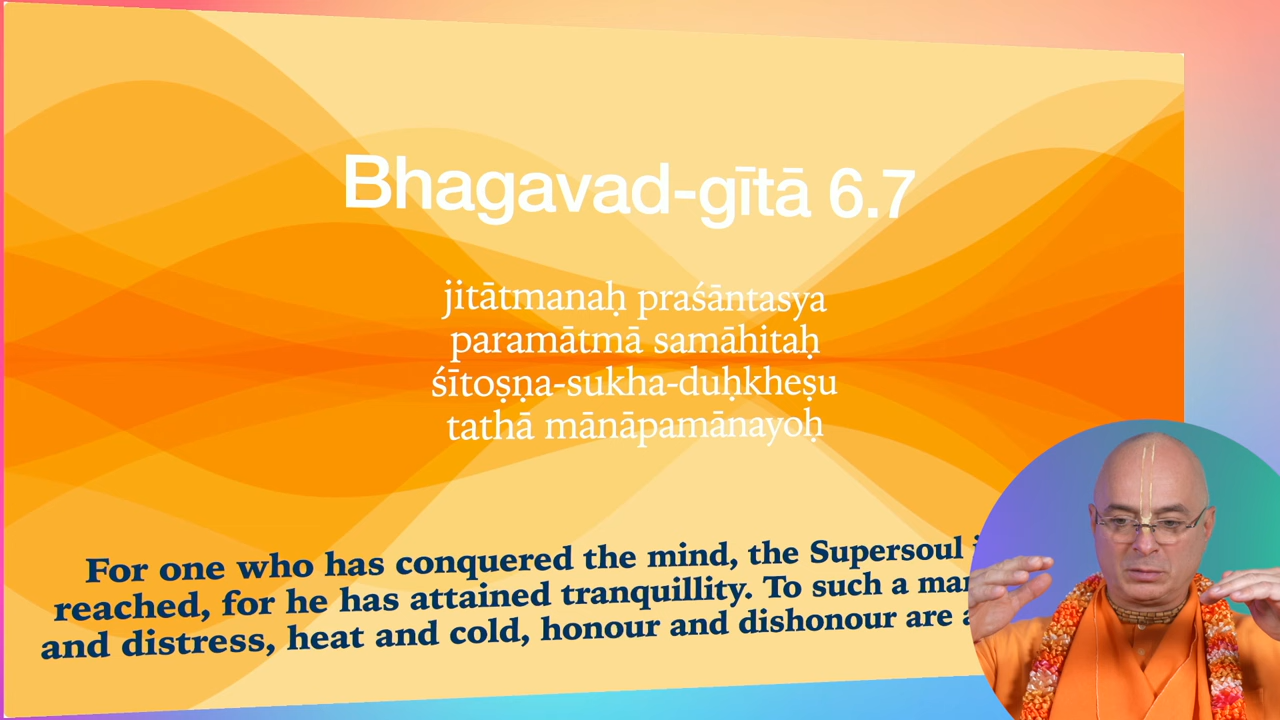 Bhagavad-gītā 6.7
jitātmanaḥ praśāntasya
paramātmā samāhitaḥ
śītoṣṇa-sukha-duḥkheṣu
tathā mānāpamānayoḥ
For one who has conquered the mind, the Supersoul
reached, for he has attained tranquillity. To such a
and distress, heat and cold, honour and dishonour are